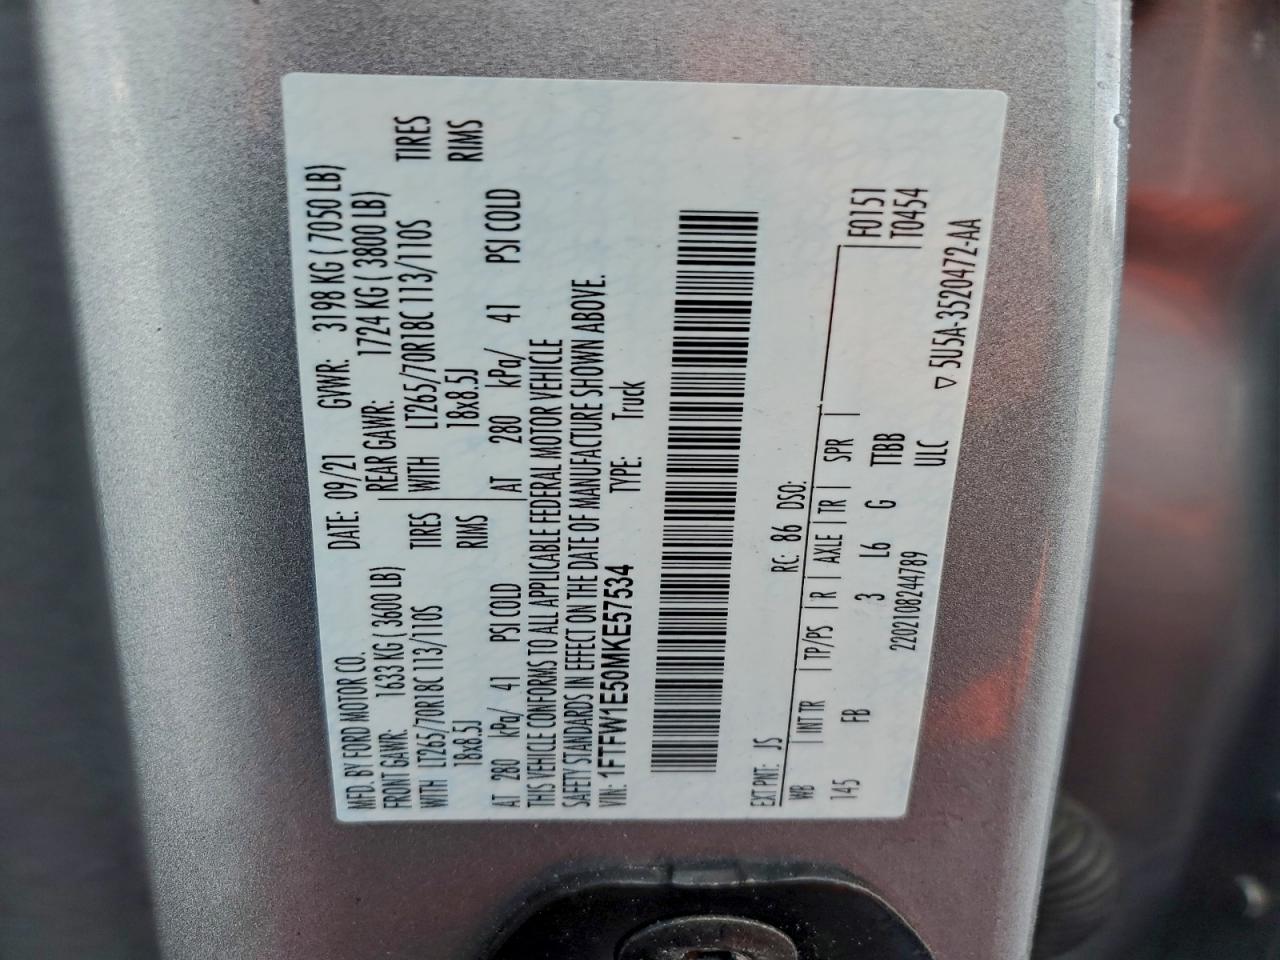 MFD. BY FORD MOTOR CO.
DATE: 09/21 GVWR: 3198 KG ( 7050 LB)
FRONT GAWR: 1633 KG ( 3600 LB) REAR GAWR: 1724 KG ( 3800 LB)
WITH LT265/70R18C 113/110S TIRES WITH LT265/70R18C 113/110S TIRES
18x8.5J RIMS 18x8.5J RIMS
AT 280 kPa/ 41 PSI COLD AT 280 kPa/ 41 PSI COLD
THIS VEHICLE CONFORMS TO ALL APPLICABLE FEDERAL MOTOR VEHICLE
SAFETY STANDARDS IN EFFECT ON THE DATE OF MANUFACTURE SHOWN ABOVE.
VIN: 1FTFW1E50MKE57534 TYPE: Truck
EXT PNT: JS RC: 86 DSO:
WB INT TR TP/PS R AXLE TR SPR F0151
145 FB 3 L6 G TTBB T0454
2202108244789 ULC
▽ 5U5A-3520472-AA